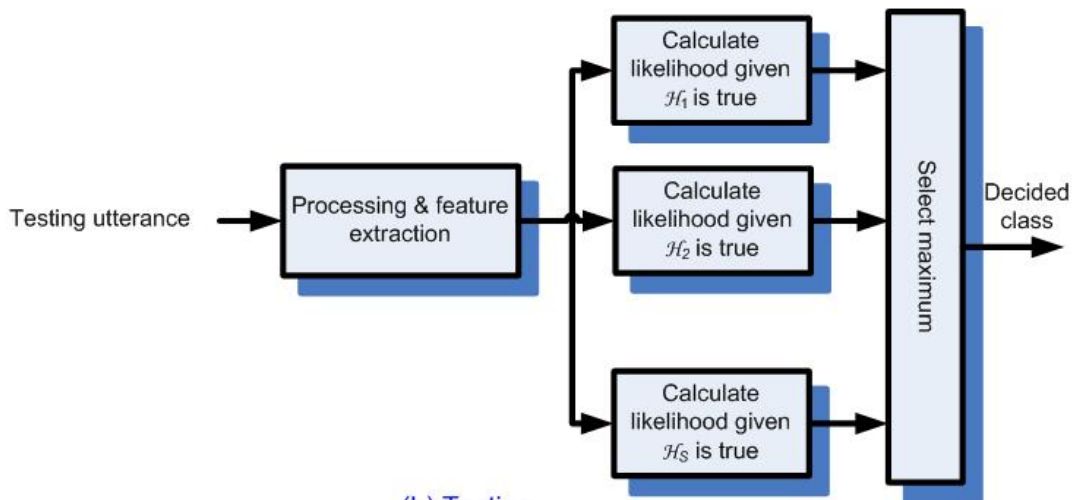 Testing utterance
Processing & feature
extraction
Calculate
likelihood given
ℋ₁ is true
Calculate
likelihood given
ℋ₂ is true
Calculate
likelihood given
ℋ_S is true
Select maximum
Decided
class